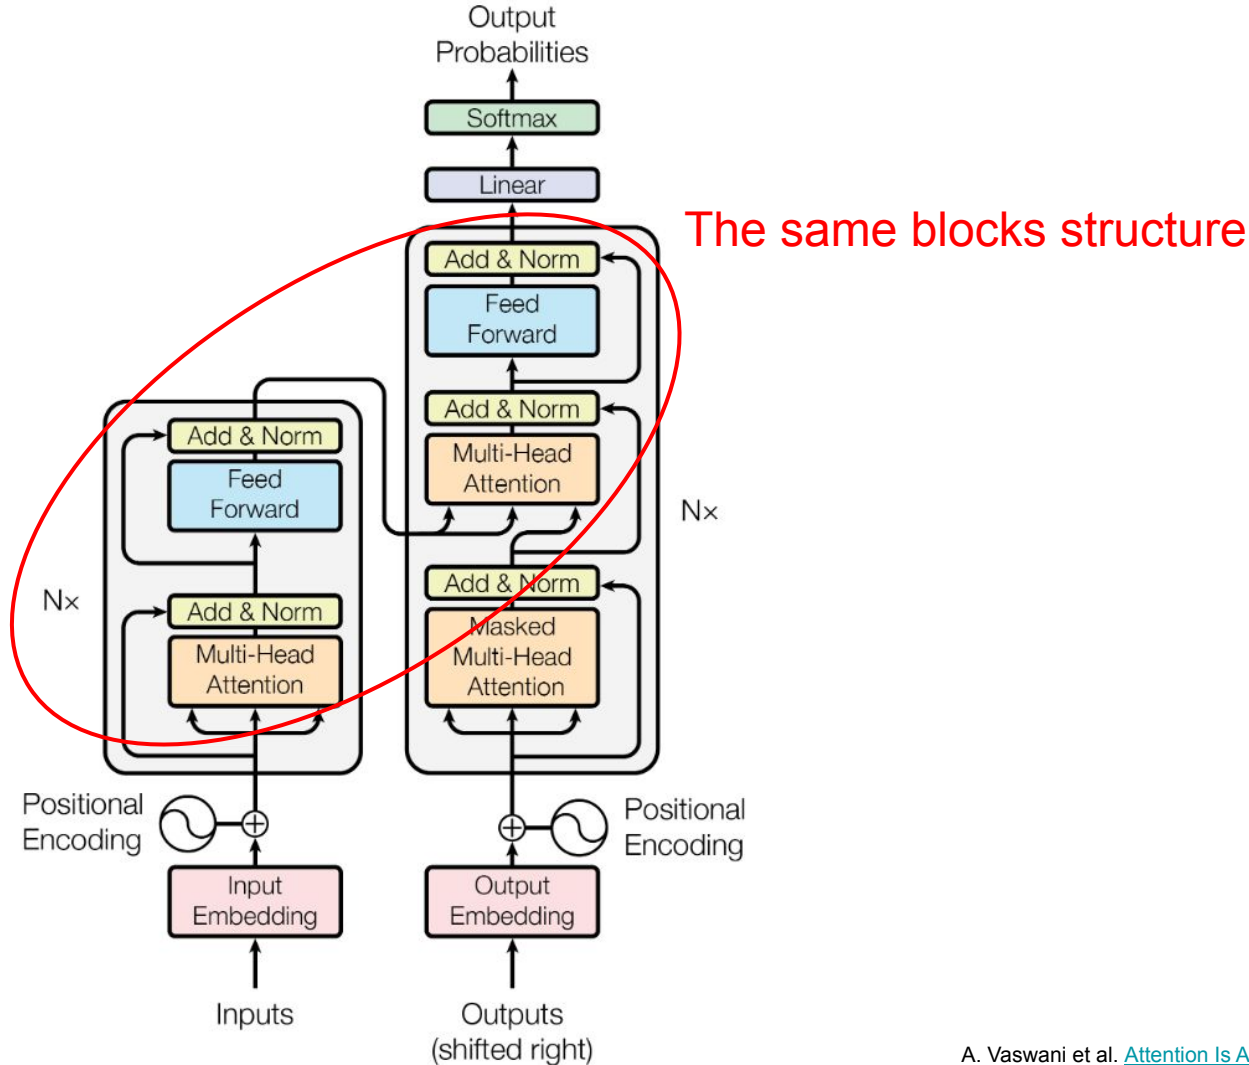 Output
Probabilities
Softmax
Linear
The same blocks structure
Add & Norm
Feed
Forward
Add & Norm
Multi-Head
Attention
Nx
Add & Norm
Masked
Multi-Head
Attention
Add & Norm
Feed
Forward
Nx
Add & Norm
Multi-Head
Attention
Positional
Encoding
Positional
Encoding
Input
Embedding
Output
Embedding
Inputs
Outputs
(shifted right)
A. Vaswani et al. Attention Is A